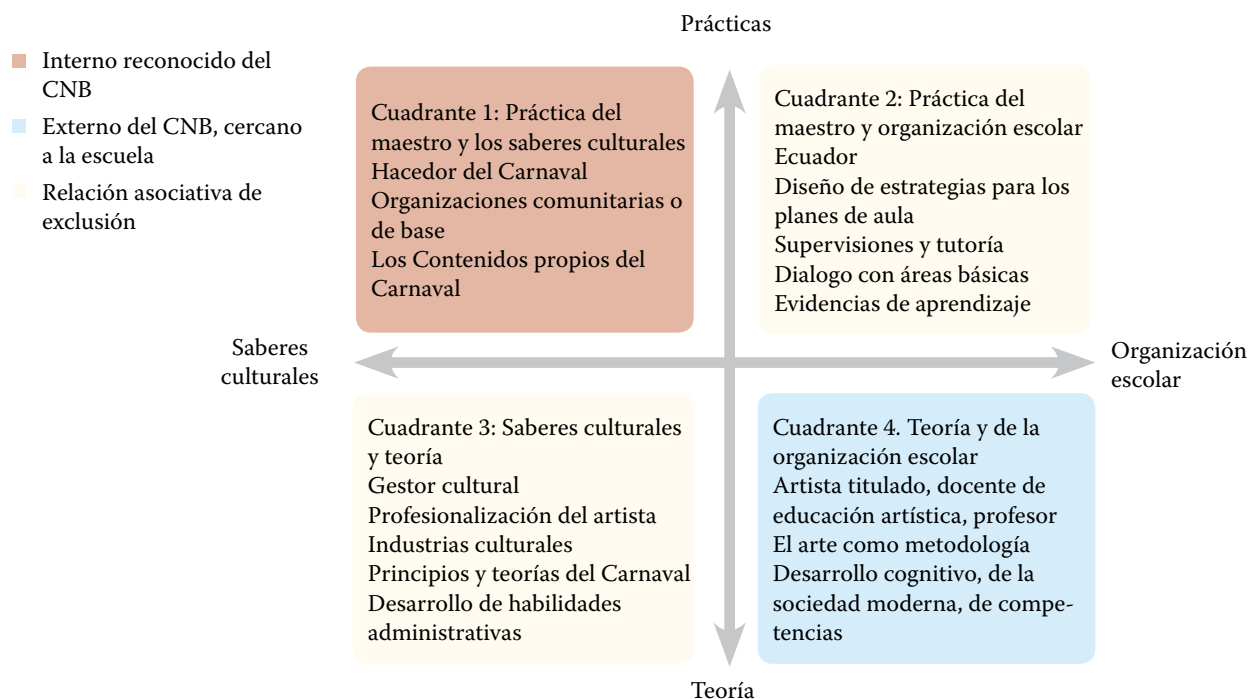 Prácticas
Interno reconocido del
CNB
Externo del CNB, cercano
a la escuela
Relación asociativa de
exclusión
Cuadrante 1: Práctica del
maestro y los saberes culturales
Hacedor del Carnaval
Organizaciones comunitarias o
de base
Los Contenidos propios del
Carnaval
Cuadrante 2: Práctica del
maestro y organización escolar
Ecuador
Diseño de estrategias para los
planes de aula
Supervisiones y tutoría
Dialogo con áreas básicas
Evidencias de aprendizaje
Saberes
culturales
Organización
escolar
Cuadrante 3: Saberes culturales
y teoría
Gestor cultural
Profesionalización del artista
Industrias culturales
Principios y teorías del Carnaval
Desarrollo de habilidades
administrativas
Cuadrante 4. Teoría y de la
organización escolar
Artista titulado, docente de
educación artística, profesor
El arte como metodología
Desarrollo cognitivo, de la
sociedad moderna, de compe-
tencias
Teoría